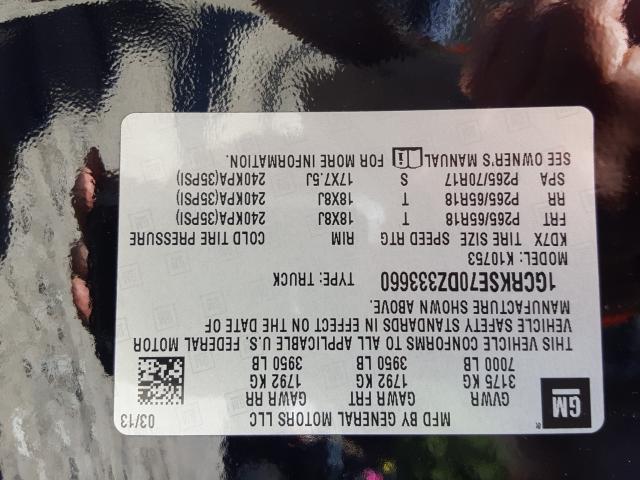 MFD BY GENERAL MOTORS LLC 03/13
GM
GVWR GAWR FRT GAWR RR
3175 KG 1792 KG 1792 KG
7000 LB 3950 LB 3950 LB
THIS VEHICLE CONFORMS TO ALL APPLICABLE U.S. FEDERAL MOTOR
VEHICLE SAFETY STANDARDS IN EFFECT ON THE DATE OF
MANUFACTURE SHOWN ABOVE.
1GCRKSE70DZ333660 TYPE: TRUCK
MODEL: K10753
KD7X TIRE SIZE SPEED RTG RIM COLD TIRE PRESSURE
FRT P265/65R18 T 18X8J 240KPA(35PSI)
RR P265/65R18 T 18X8J 240KPA(35PSI)
SPA P265/70R17 S 17X7.5J 240KPA(35PSI)
SEE OWNER'S MANUAL FOR MORE INFORMATION.